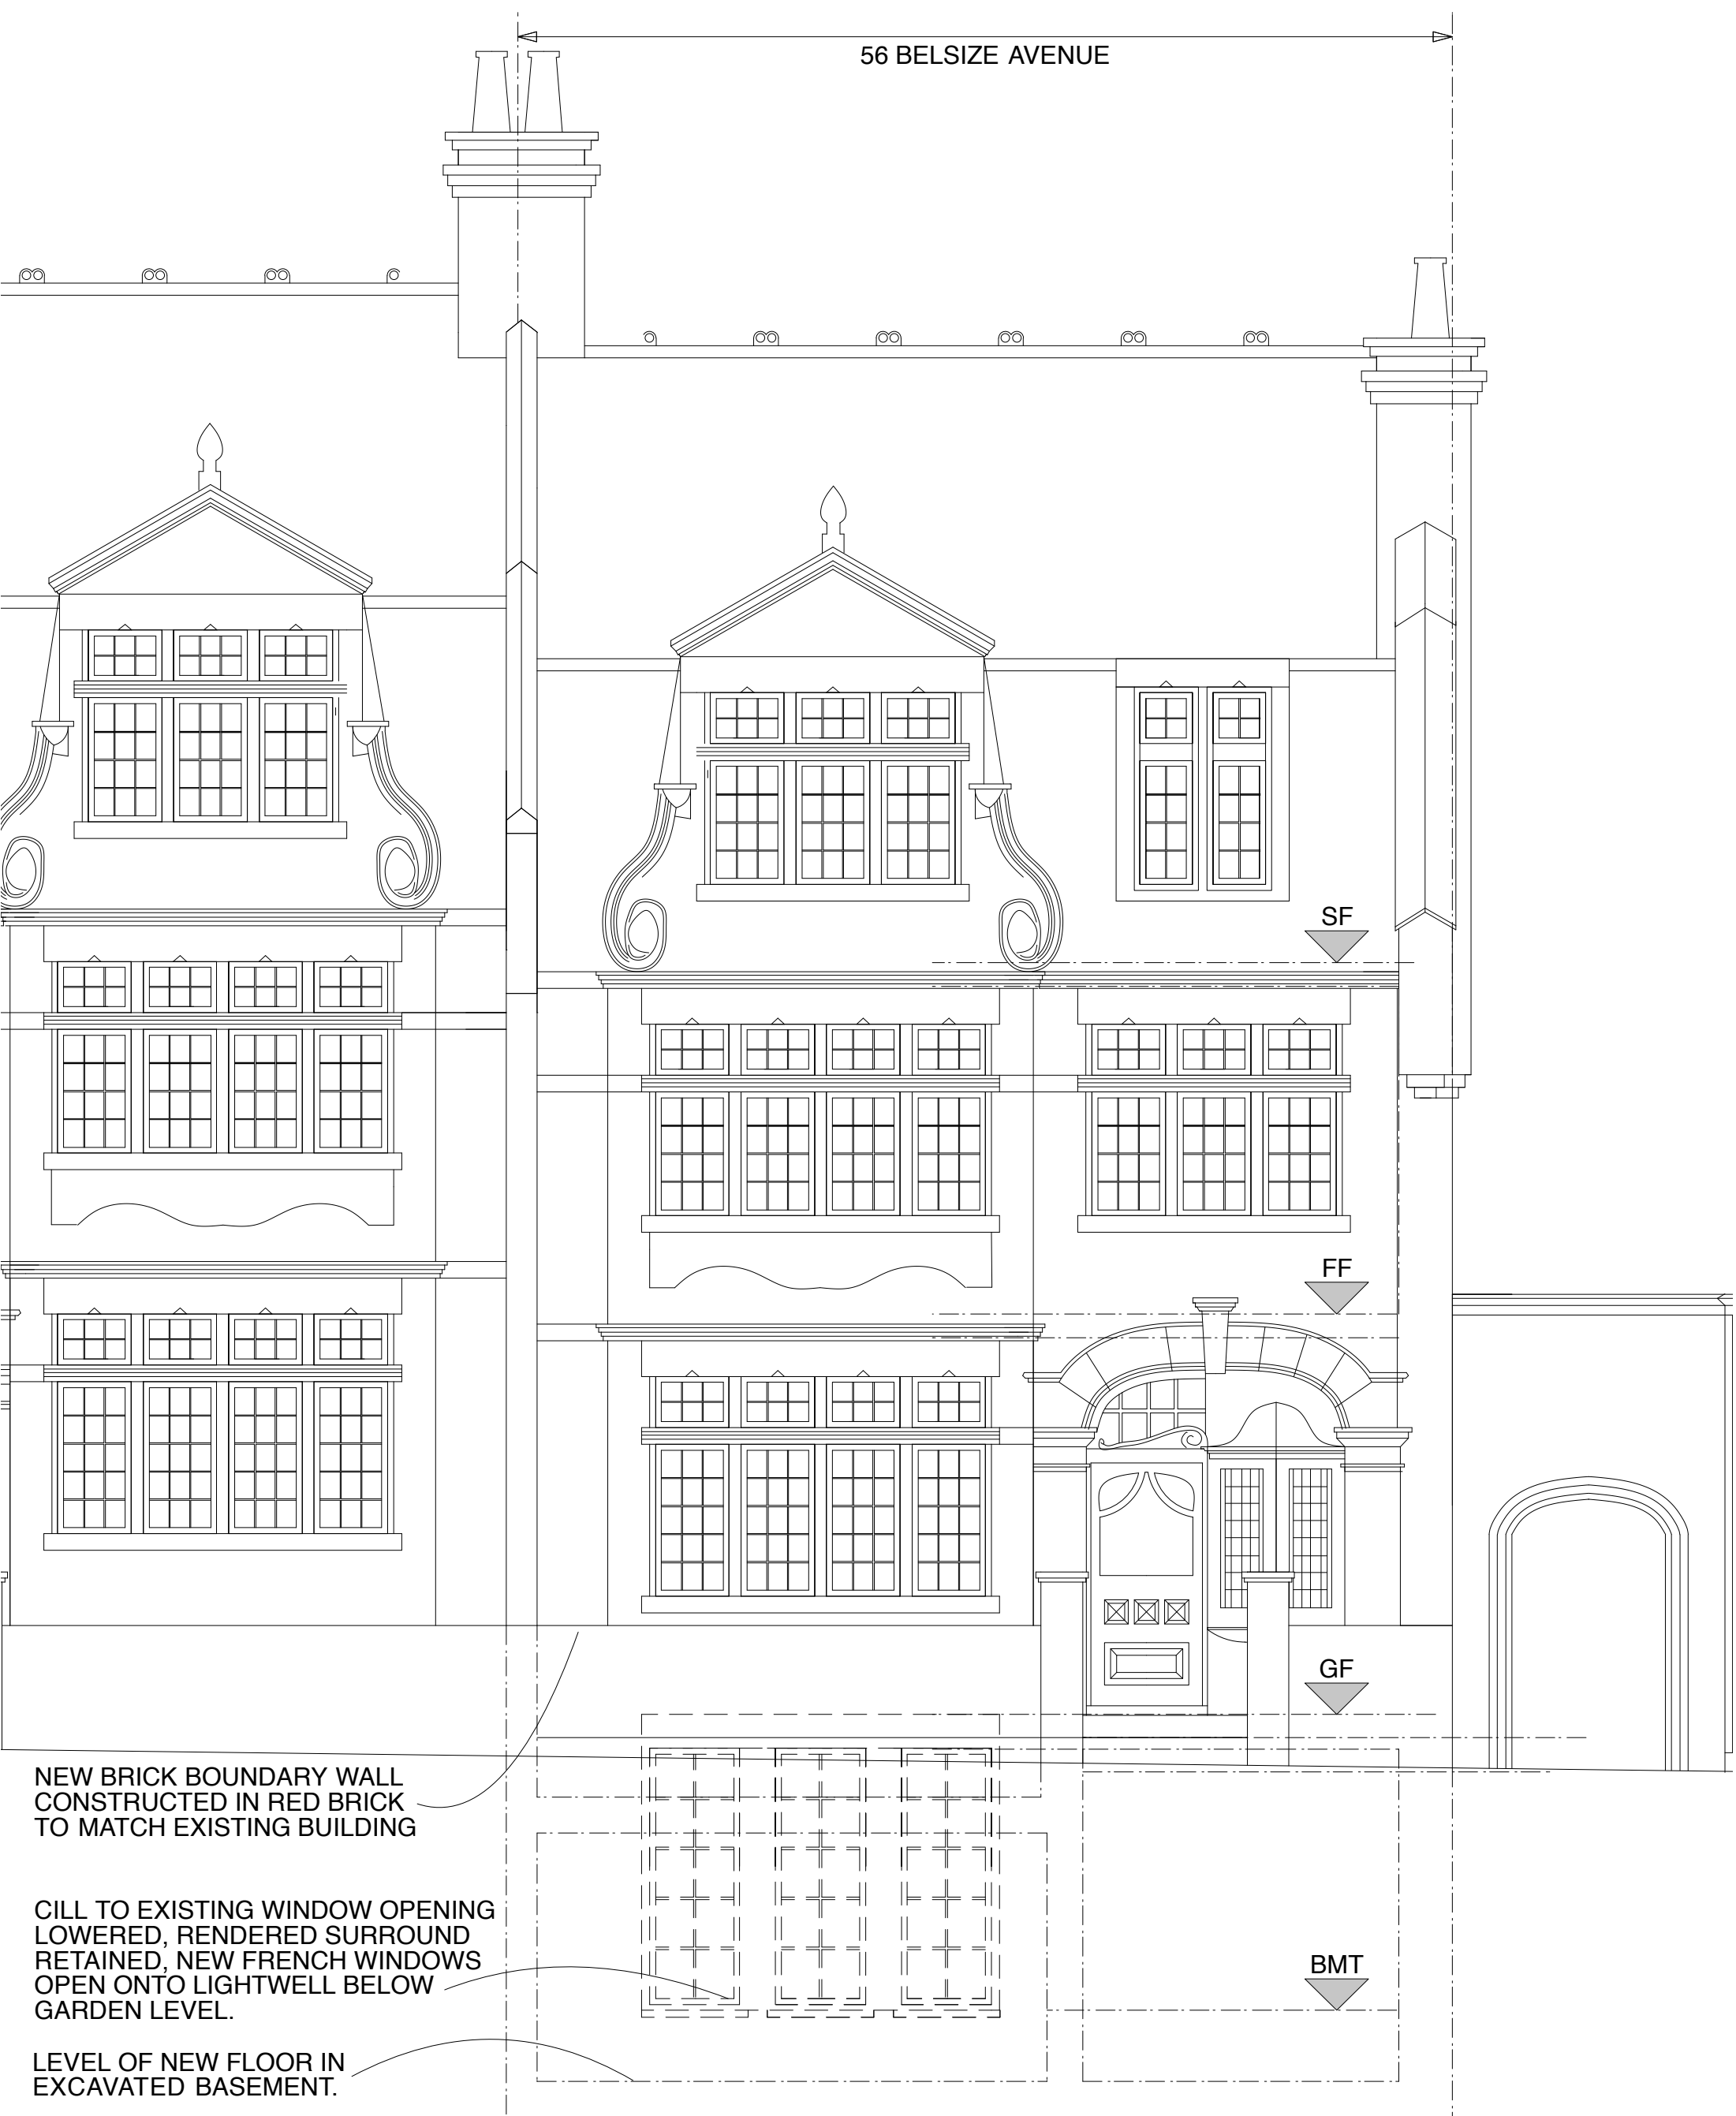 56 BELSIZE AVENUE
SF
FF
GF
NEW BRICK BOUNDARY WALL
CONSTRUCTED IN RED BRICK
TO MATCH EXISTING BUILDING
CILL TO EXISTING WINDOW OPENING
LOWERED, RENDERED SURROUND
RETAINED, NEW FRENCH WINDOWS
OPEN ONTO LIGHTWELL BELOW
GARDEN LEVEL.
BMT
LEVEL OF NEW FLOOR IN
EXCAVATED BASEMENT.